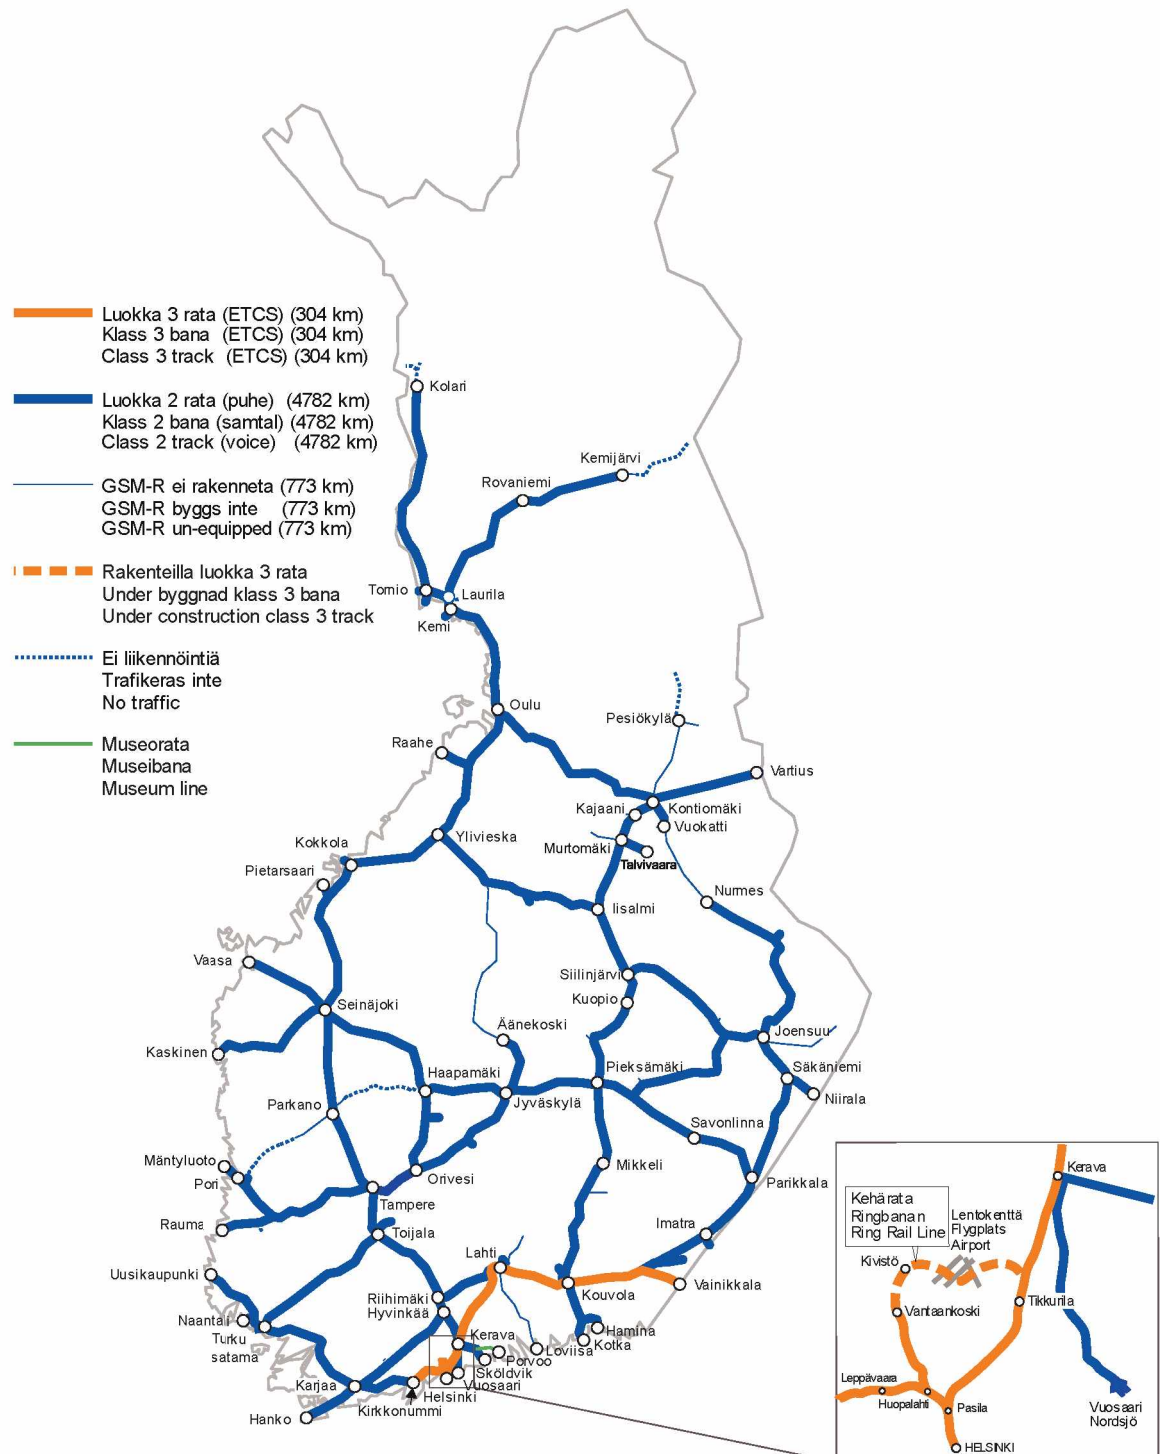 Luokka 3 rata (ETCS) (304 km)
Klass 3 bana (ETCS) (304 km)
Class 3 track (ETCS) (304 km)
Luokka 2 rata (puhe) (4782 km)
Klass 2 bana (samtal) (4782 km)
Class 2 track (voice) (4782 km)
GSM-R ei rakenneta (773 km)
GSM-R byggs inte (773 km)
GSM-R un-equipped (773 km)
Rakenteilla luokka 3 rata
Under byggnad klass 3 bana
Under construction class 3 track
Ei liikennöintiä
Trafikeras inte
No traffic
Museorata
Museibana
Museum line
Kolari
Kemijärvi
Rovaniemi
Tornio
Laurila
Kemi
Oulu
Pesiökylä
Raahe
Vartius
Kajaani
Kontiomäki
Vuokatti
Ylivieska
Kokkola
Murtomäki
Talvivaara
Pietarsaari
Nurmes
Iisalmi
Vaasa
Siilinjärvi
Kuopio
Seinäjoki
Äänekoski
Joensuu
Kaskinen
Haapamäki
Pieksämäki
Säkäniemi
Jyväskylä
Niirala
Parkano
Savonlinna
Mäntyluoto
Pori
Orivesi
Mikkeli
Parikkala
Tampere
Rauma
Toijala
Imatra
Lahti
Uusikaupunki
Vainikkala
Kouvola
Riihimäki
Hyvinkää
Naantali
Turku
satama
Hamina
Kotka
Kerava
Loviisa
Porvoo
Sköldvik
Vuosaari
Helsinki
Karjaa
Kirkkonummi
Hanko
Kerava
Kehärata
Ringbanan
Ring Rail Line
Lentokenttä
Flygplats
Airport
Kivistö
Vantaankoski
Tikkurila
Leppävaara
Huopalahti
Pasila
Vuosaari
Nordsjö
HELSINKI